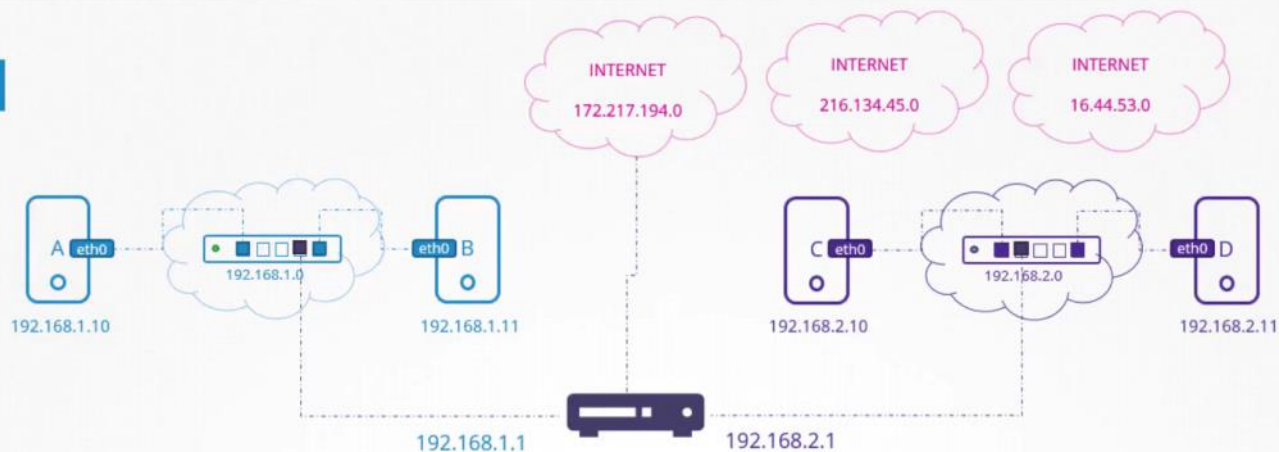 INTERNET
172.217.194.0
INTERNET
216.134.45.0
INTERNET
16.44.53.0
A
eth0
192.168.1.10
192.168.1.0
eth0
B
192.168.1.11
C
eth0
192.168.2.10
192.168.2.0
eth0
D
192.168.2.11
192.168.1.1
192.168.2.1